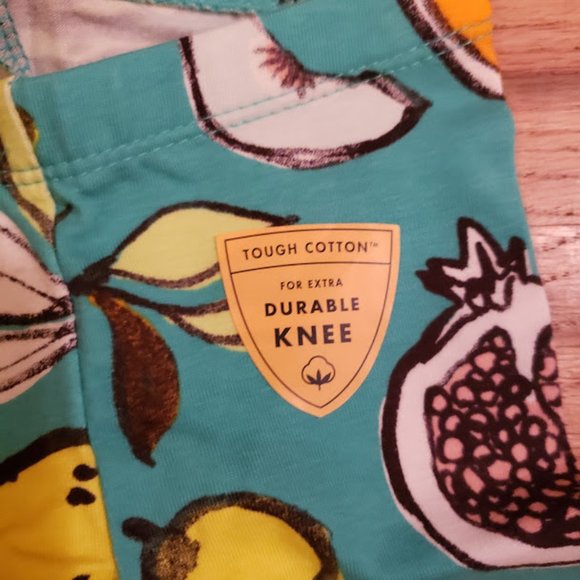 TOUGH COTTON™
FOR EXTRA
DURABLE
KNEE